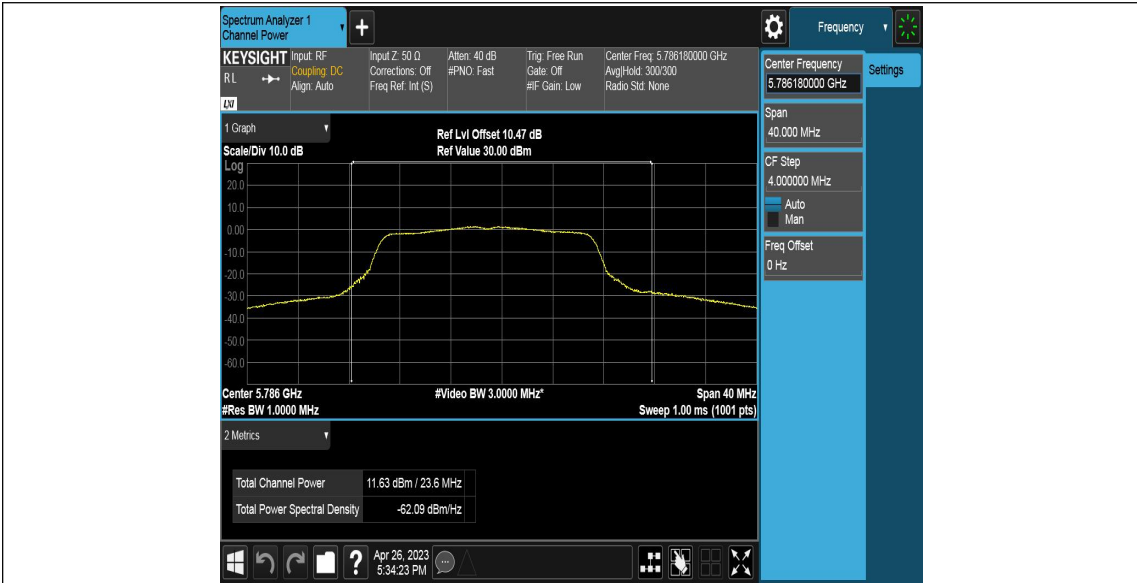 Spectrum Analyzer 1
Channel Power
+
Frequency
KEYSIGHT
R L
LXI
Input: RF
Coupling: DC
Align: Auto
Input Z: 50 Ω
Corrections: Off
Freq Ref: Int (S)
Atten: 40 dB
#PNO: Fast
Trig: Free Run
Gate: Off
#IF Gain: Low
Center Freq: 5.786180000 GHz
Avg|Hold: 300/300
Radio Std: None
Center Frequency
5.786180000 GHz
Settings
Span
40.000 MHz
CF Step
4.000000 MHz
Auto
Man
Freq Offset
0 Hz
1 Graph
Scale/Div 10.0 dB
Ref Lvl Offset 10.47 dB
Ref Value 30.00 dBm
Log
20.0
10.0
0.00
-10.0
-20.0
-30.0
-40.0
-50.0
-60.0
Center 5.786 GHz
#Video BW 3.0000 MHz*
Span 40 MHz
#Res BW 1.0000 MHz
Sweep 1.00 ms (1001 pts)
2 Metrics
Total Channel Power 11.63 dBm / 23.6 MHz
Total Power Spectral Density -62.09 dBm/Hz
?
Apr 26, 2023
5:34:23 PM